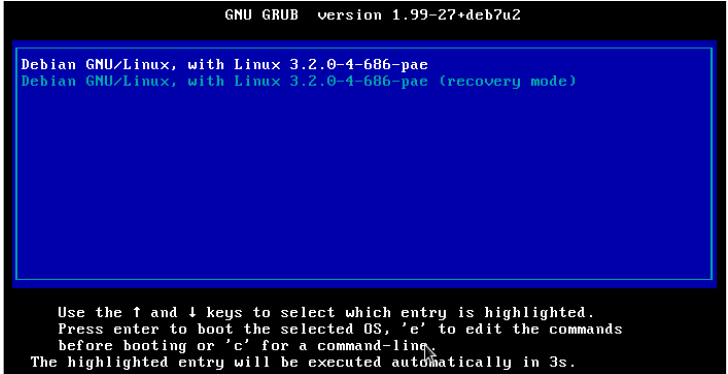 GNU GRUB version 1.99-27+deb7u2
Debian GNU/Linux, with Linux 3.2.0-4-686-pae
Debian GNU/Linux, with Linux 3.2.0-4-686-pae (recovery mode)
Use the ↑ and ↓ keys to select which entry is highlighted.
Press enter to boot the selected OS, 'e' to edit the commands
before booting or 'c' for a command-line.
The highlighted entry will be executed automatically in 3s.